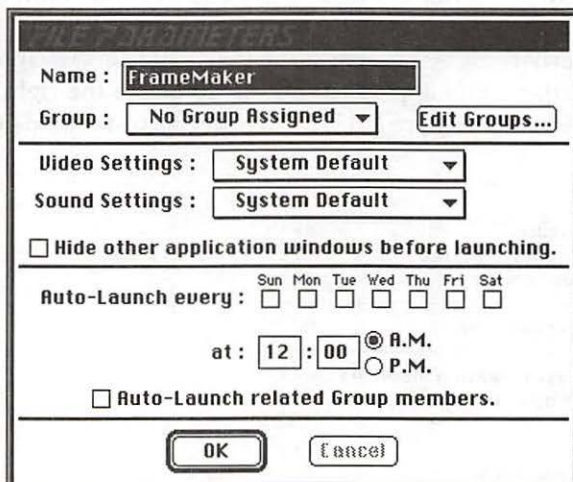 FILE PARAMETERS
Name : FrameMaker
Group : No Group Assigned Edit Groups...
Video Settings : System Default
Sound Settings : System Default
Hide other application windows before launching.
Sun Mon Tue Wed Thu Fri Sat
Auto-Launch every :
at : 12 : 00 A.M.
P.M.
Auto-Launch related Group members.
OK Cancel